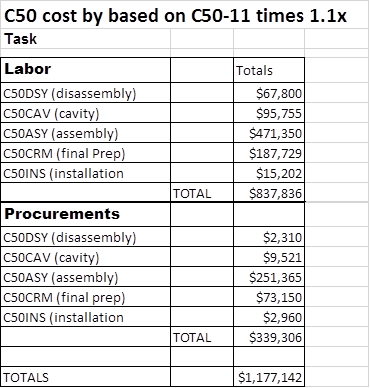 C50 cost by based on C50-11 times 1.1x
Task
Labor Totals
C50DSY (disassembly) $67,800
C50CAV (cavity) $95,755
C50ASY (assembly) $471,350
C50CRM (final Prep) $187,729
C50INS (installation $15,202
TOTAL $837,836
Procurements
C50DSY (disassembly) $2,310
C50CAV (cavity) $9,521
C50ASY (assembly) $251,365
C50CRM (final prep) $73,150
C50INS (installation $2,960
TOTAL $339,306
TOTALS $1,177,142